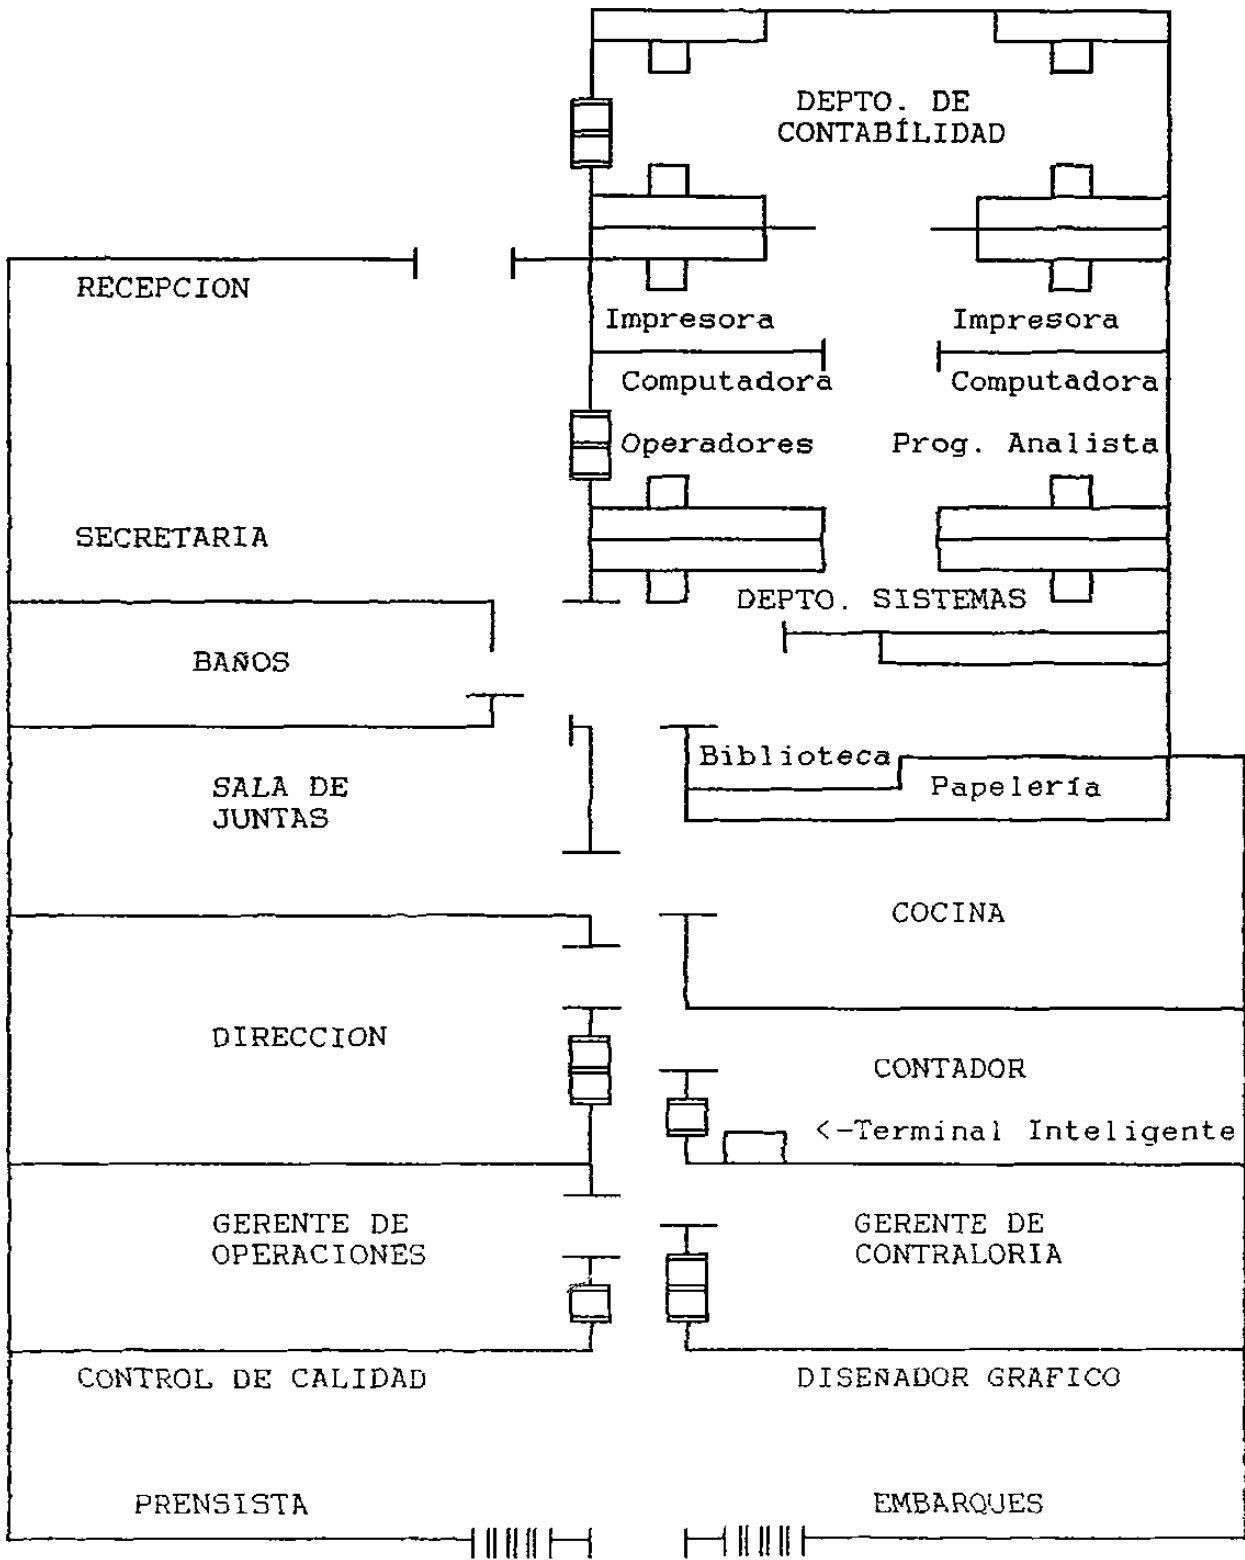 DEPTO. DE
CONTABÍLIDAD
RECEPCION
Impresora
Impresora
Computadora
Computadora
Operadores
Prog. Analista
SECRETARIA
DEPTO. SISTEMAS
BAÑOS
Biblioteca
Papelería
SALA DE
JUNTAS
COCINA
DIRECCION
CONTADOR
<-Terminal Inteligente
GERENTE DE
OPERACIONES
GERENTE DE
CONTRALORIA
CONTROL DE CALIDAD
DISEÑADOR GRAFICO
PRENSISTA
EMBARQUES